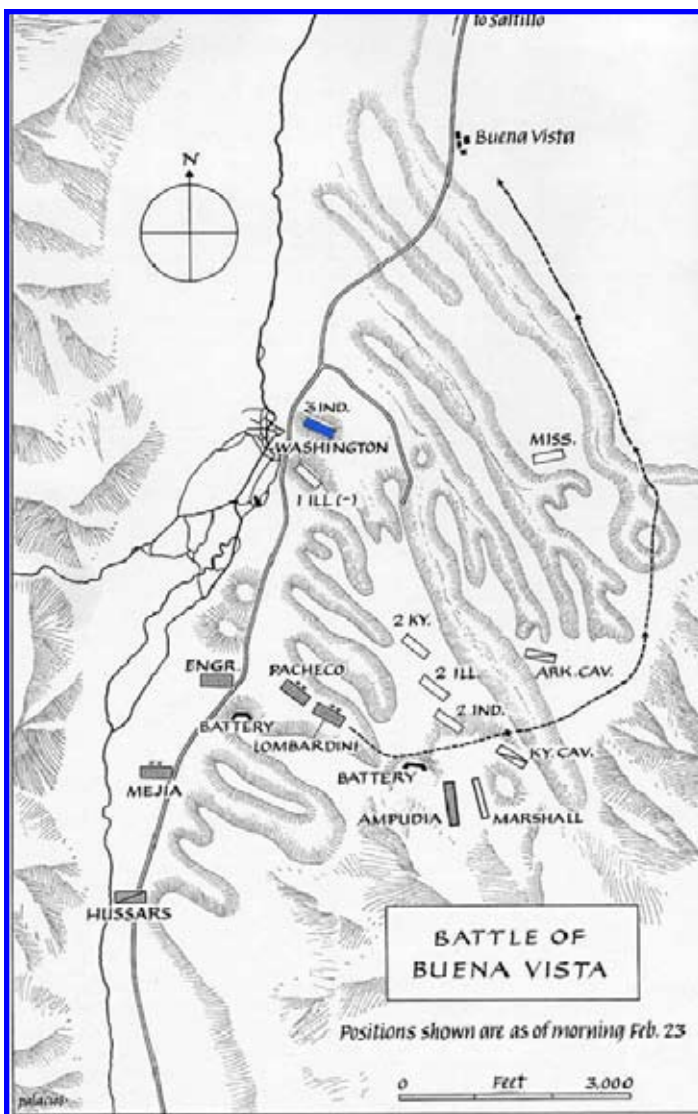 to Saltillo
Buena Vista
N
3 IND.
WASHINGTON
MISS.
1 ILL (-)
2 KY.
ENGR.
PACHECO
2 ILL.
ARK. CAV.
2 IND.
BATTERY
LOMBARDINI
KY. CAV.
BATTERY
MEJIA
AMPUDIA
MARSHALL
HUSSARS
BATTLE OF
BUENA VISTA
Positions shown are as of morning Feb. 23
0 Feet 3,000
palacios